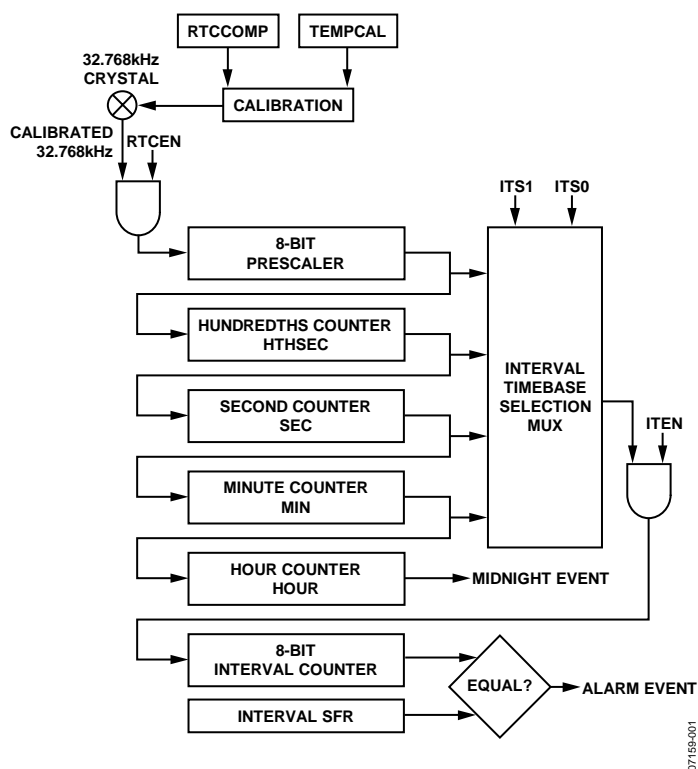 RTCCOMP
TEMPCAL
32.768kHz
CRYSTAL
CALIBRATION
CALIBRATED
32.768kHz
RTCEN
ITS1
ITS0
8-BIT
PRESCALER
HUNDREDTHS COUNTER
HTHSEC
INTERVAL
TIMEBASE
SELECTION
MUX
SECOND COUNTER
SEC
ITEN
MINUTE COUNTER
MIN
HOUR COUNTER
HOUR
MIDNIGHT EVENT
8-BIT
INTERVAL COUNTER
EQUAL?
ALARM EVENT
INTERVAL SFR
07159-001